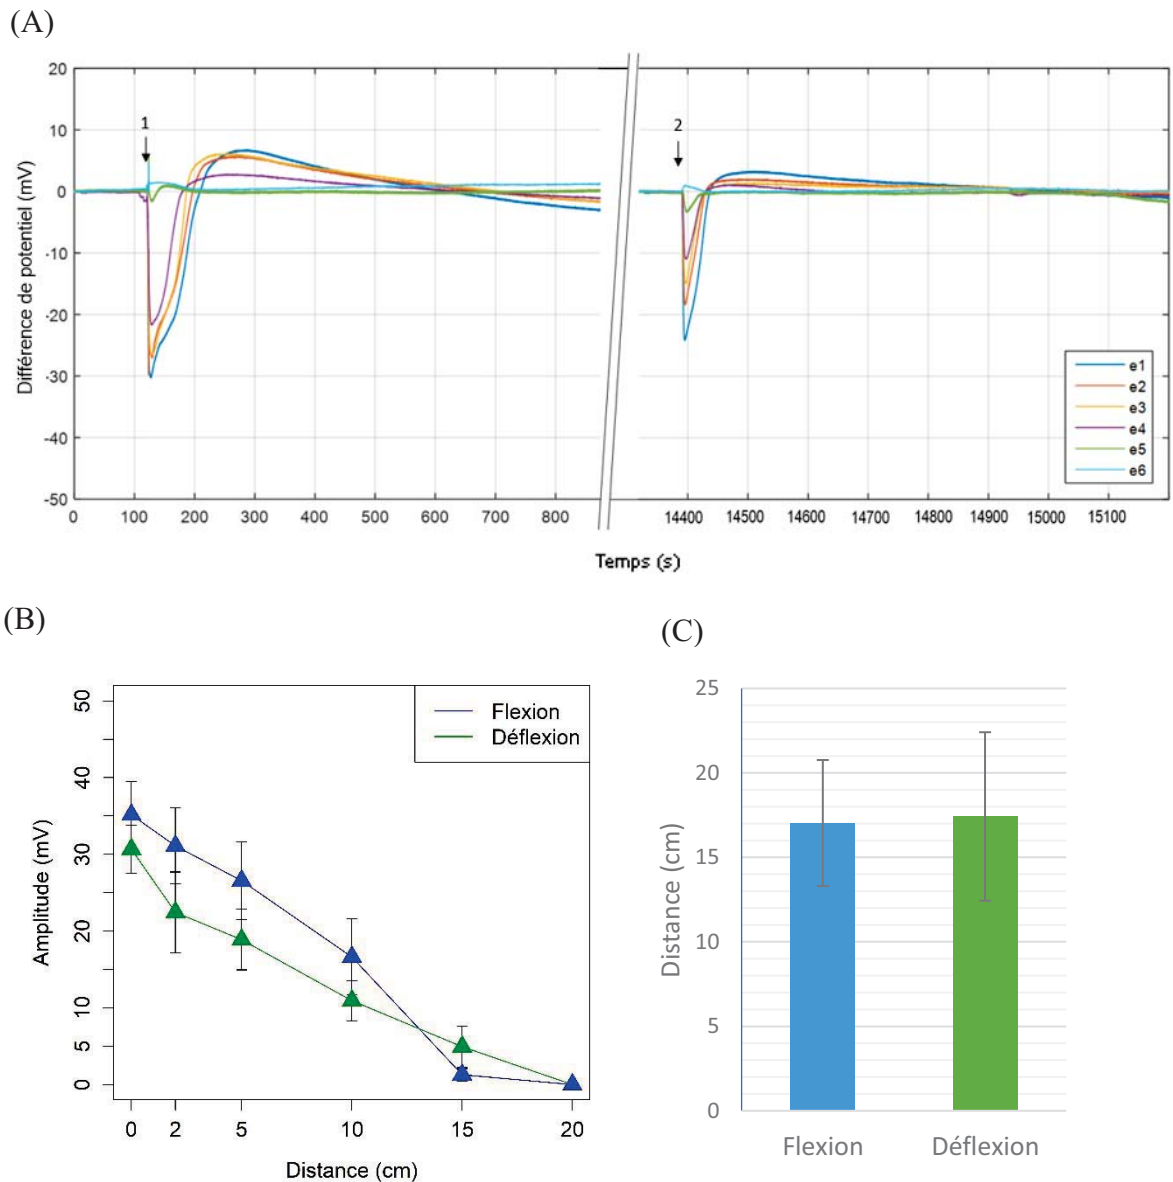 (A)
Différence de potentiel (mV)
20
10
0
-10
-20
-30
-40
-50
1
2
e1
e2
e3
e4
e5
e6
0 100 200 300 400 500 600 700 800 14400 14500 14600 14700 14800 14900 15000 15100
Temps (s)
(B)
Amplitude (mV)
50
40
30
20
10
5
0
Flexion
Déflexion
0 2 5 10 15 20
Distance (cm)
(C)
Distance (cm)
25
20
15
10
5
0
Flexion Déflexion